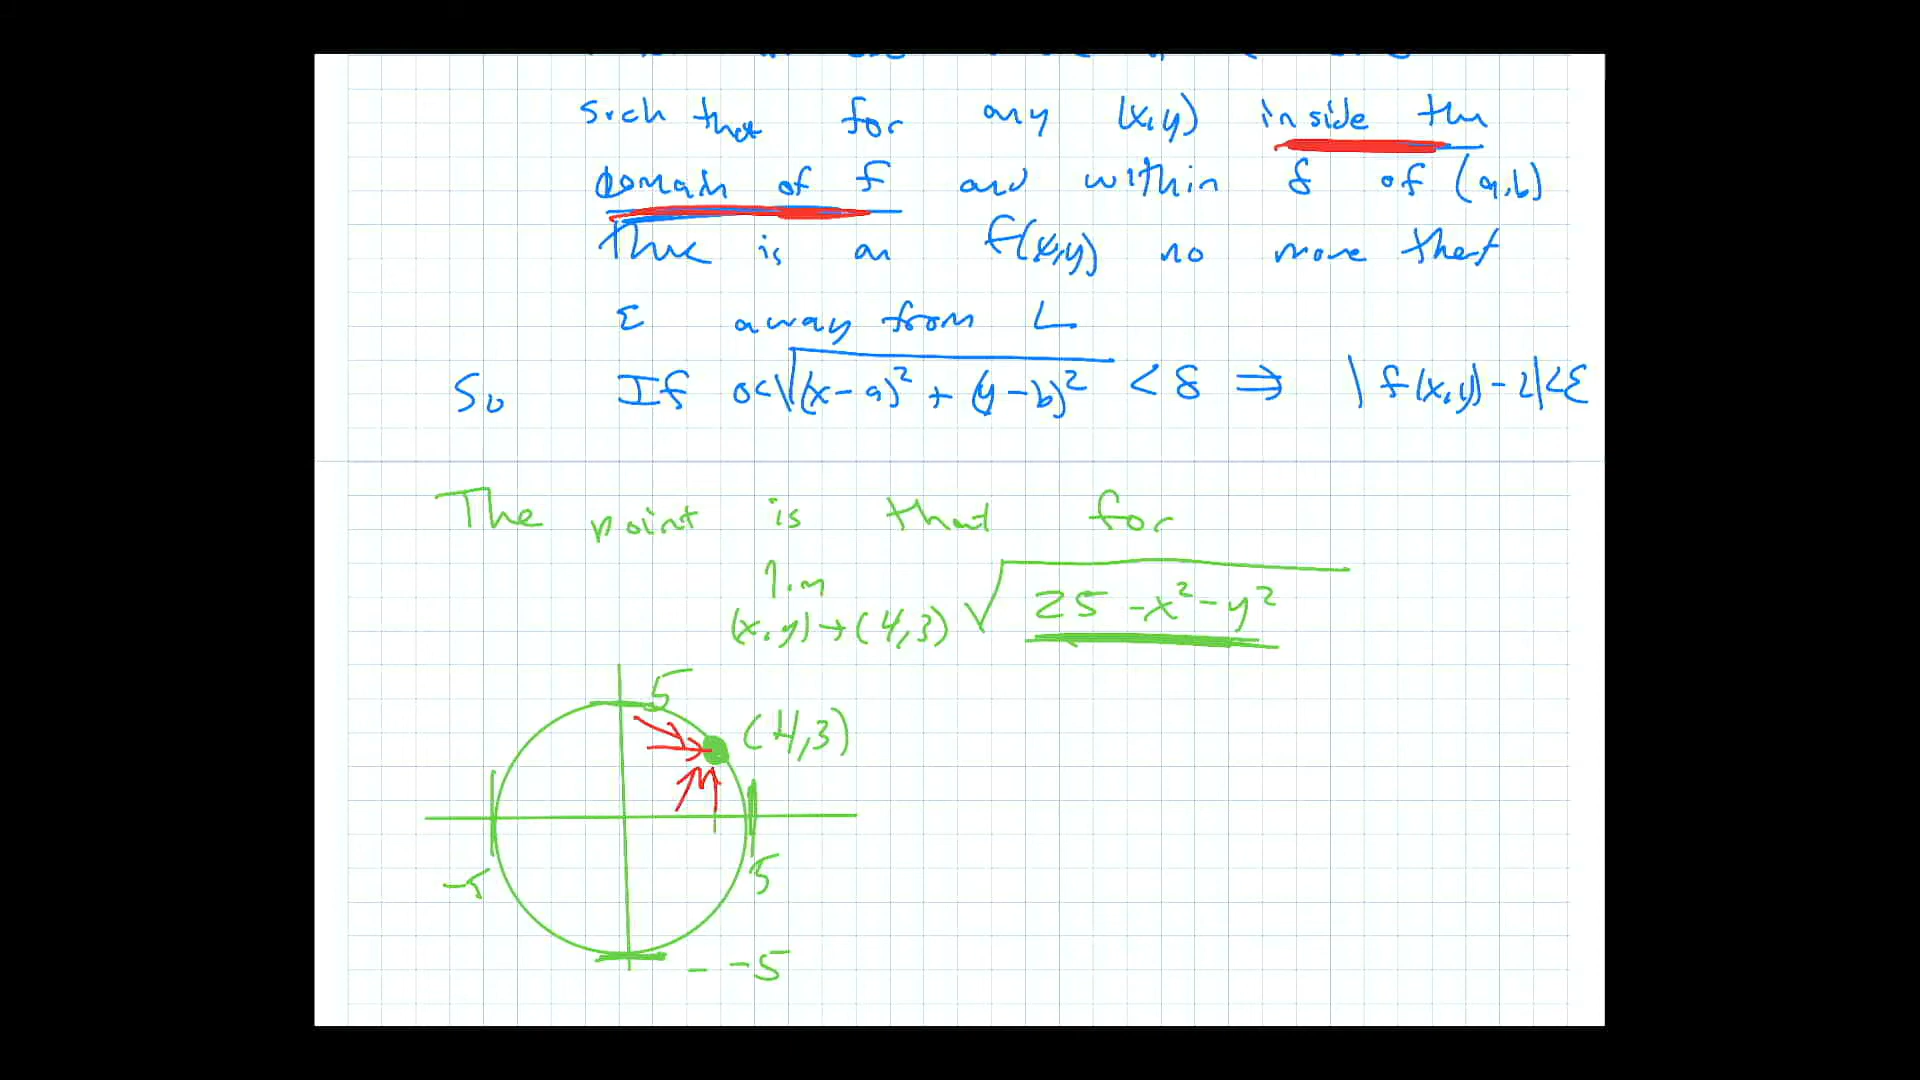 such that for any (x,y) inside the
domain of f and within δ of (a,b)
there is an f(x,y) no more that
ε away from L
So If 0<√(x-a)² + (y-b)² < δ ⇒ |f(x,y)-L|<ε
The point is that for
lim
(x,y)→(4,3) √25-x²-y²
5
(4,3)
-5
5
- -5